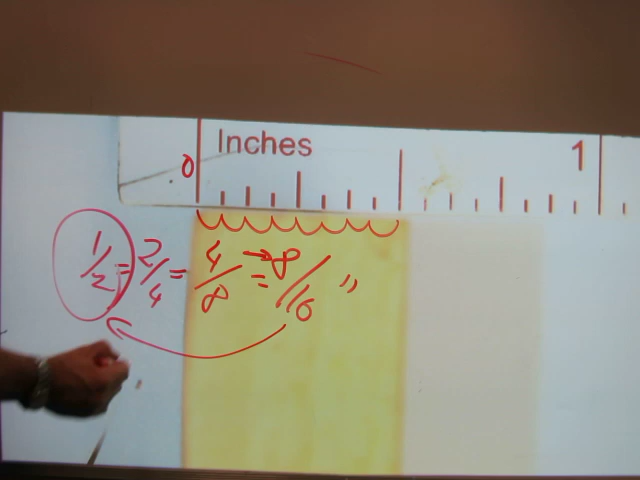 Inches 1
0
1/2 = 2/4 = 4/8 → = 8/16 "